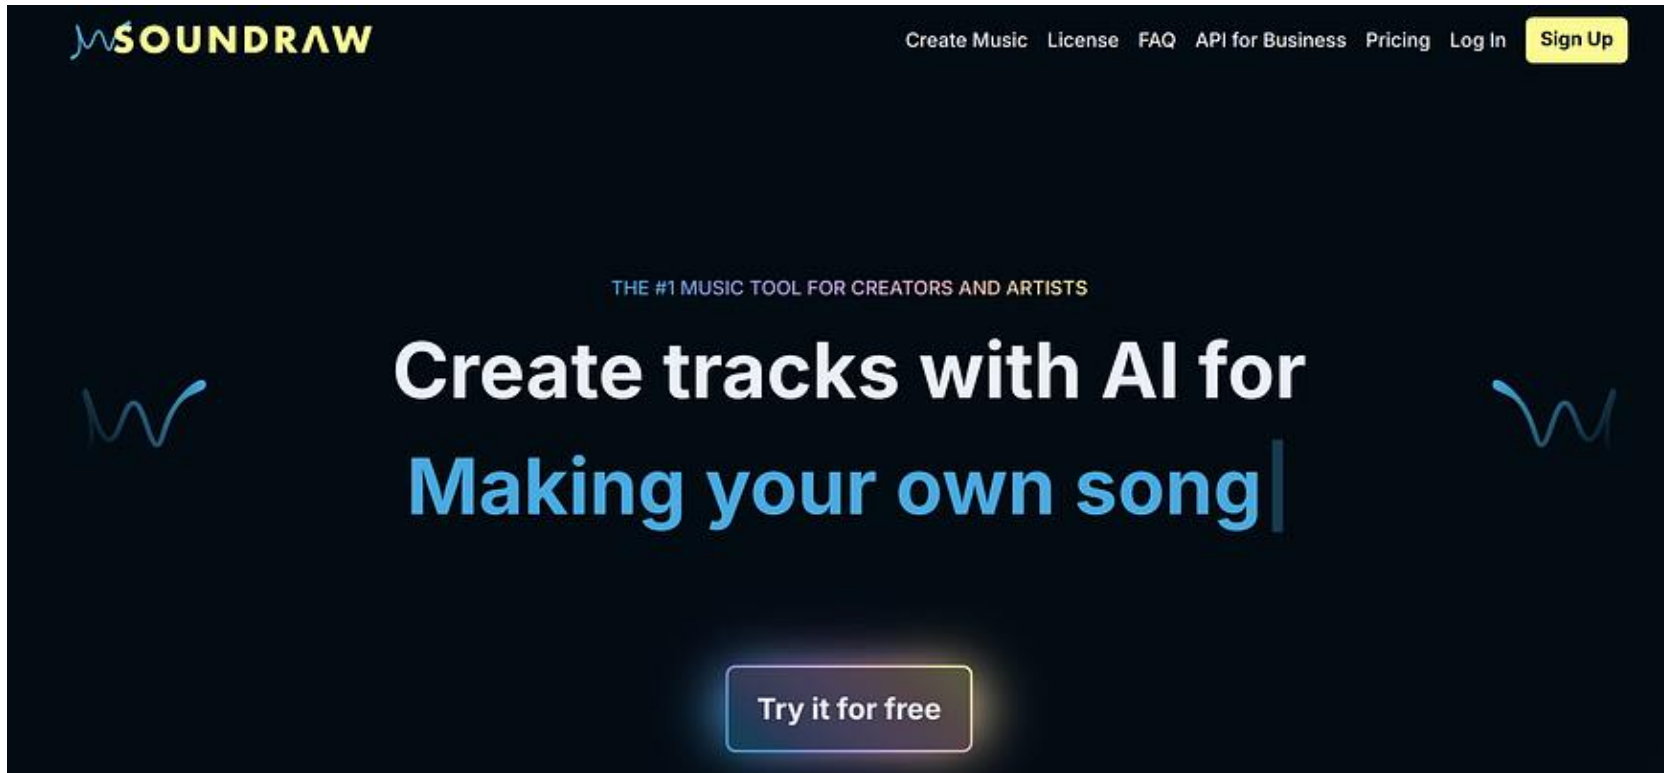 SOUNDRAW
Create Music License FAQ API for Business Pricing Log In Sign Up
THE #1 MUSIC TOOL FOR CREATORS AND ARTISTS
Create tracks with AI for
Making your own song
Try it for free